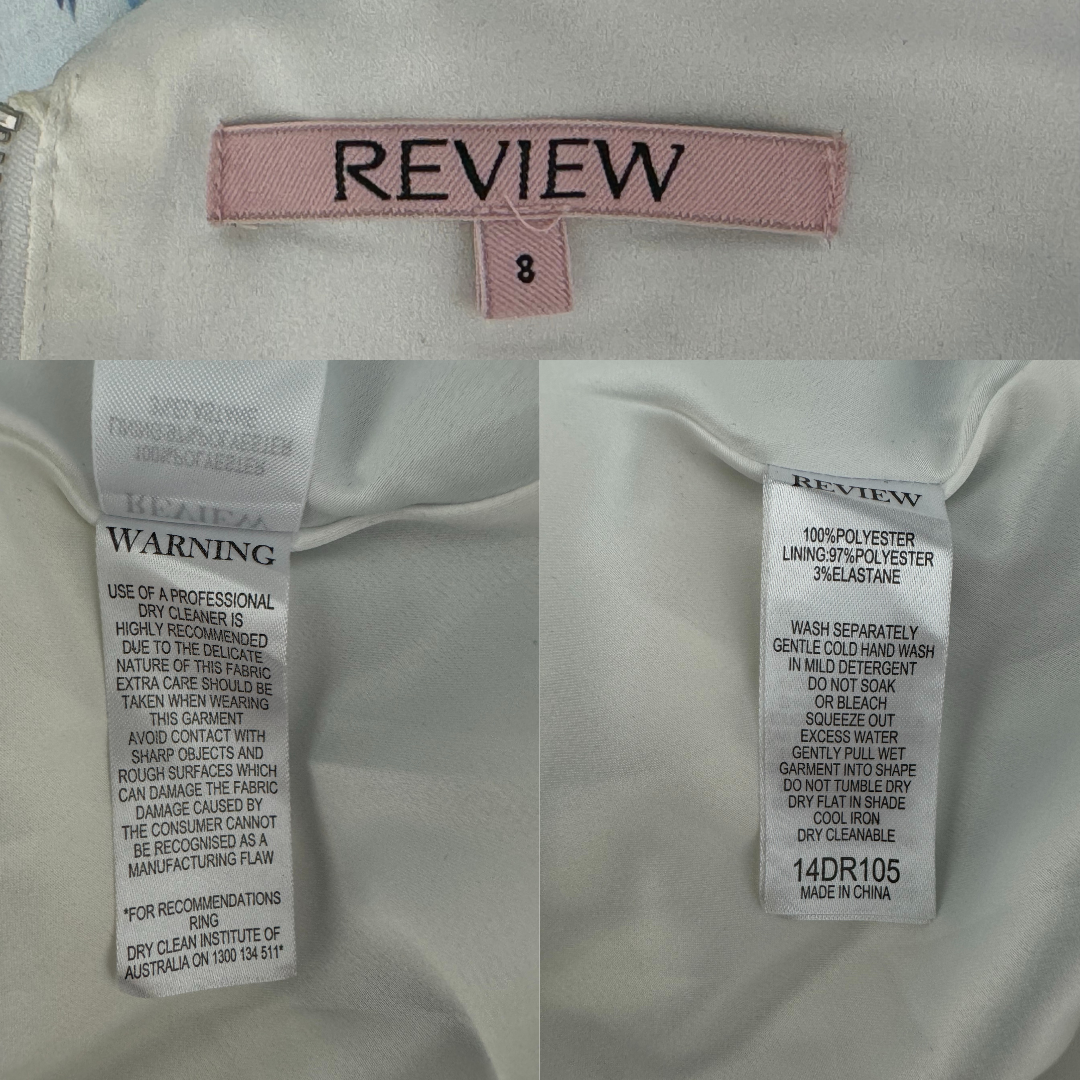 REVIEW
8
REVIEW
WARNING
USE OF A PROFESSIONAL
DRY CLEANER IS
HIGHLY RECOMMENDED
DUE TO THE DELICATE
NATURE OF THIS FABRIC
EXTRA CARE SHOULD BE
TAKEN WHEN WEARING
THIS GARMENT
AVOID CONTACT WITH
SHARP OBJECTS AND
ROUGH SURFACES WHICH
CAN DAMAGE THE FABRIC
DAMAGE CAUSED BY
THE CONSUMER CANNOT
BE RECOGNISED AS A
MANUFACTURING FLAW
*FOR RECOMMENDATIONS
RING
DRY CLEAN INSTITUTE OF
AUSTRALIA ON 1300 134 511*
REVIEW
100%POLYESTER
LINING:97%POLYESTER
3%ELASTANE
WASH SEPARATELY
GENTLE COLD HAND WASH
IN MILD DETERGENT
DO NOT SOAK
OR BLEACH
SQUEEZE OUT
EXCESS WATER
GENTLY PULL WET
GARMENT INTO SHAPE
DO NOT TUMBLE DRY
DRY FLAT IN SHADE
COOL IRON
DRY CLEANABLE
14DR105
MADE IN CHINA